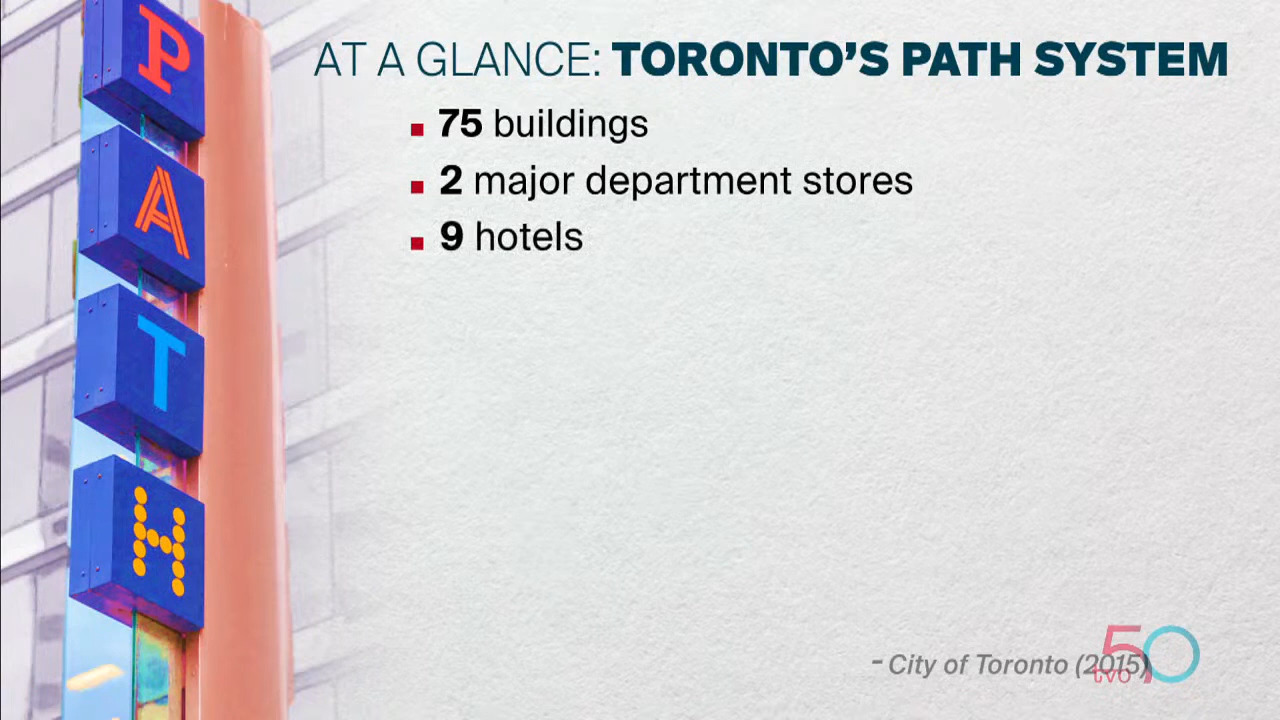 P
A
T
H
AT A GLANCE: TORONTO'S PATH SYSTEM
75 buildings
2 major department stores
9 hotels
- City of Toronto (2015)
50
tvo